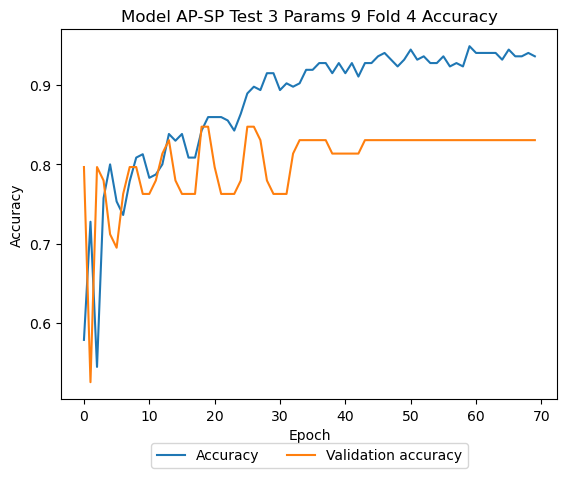 Model AP-SP Test 3 Params 9 Fold 4 Accuracy
0.9
0.8
0.7
0.6
Accuracy
0 10 20 30 40 50 60 70
Epoch
Accuracy Validation accuracy